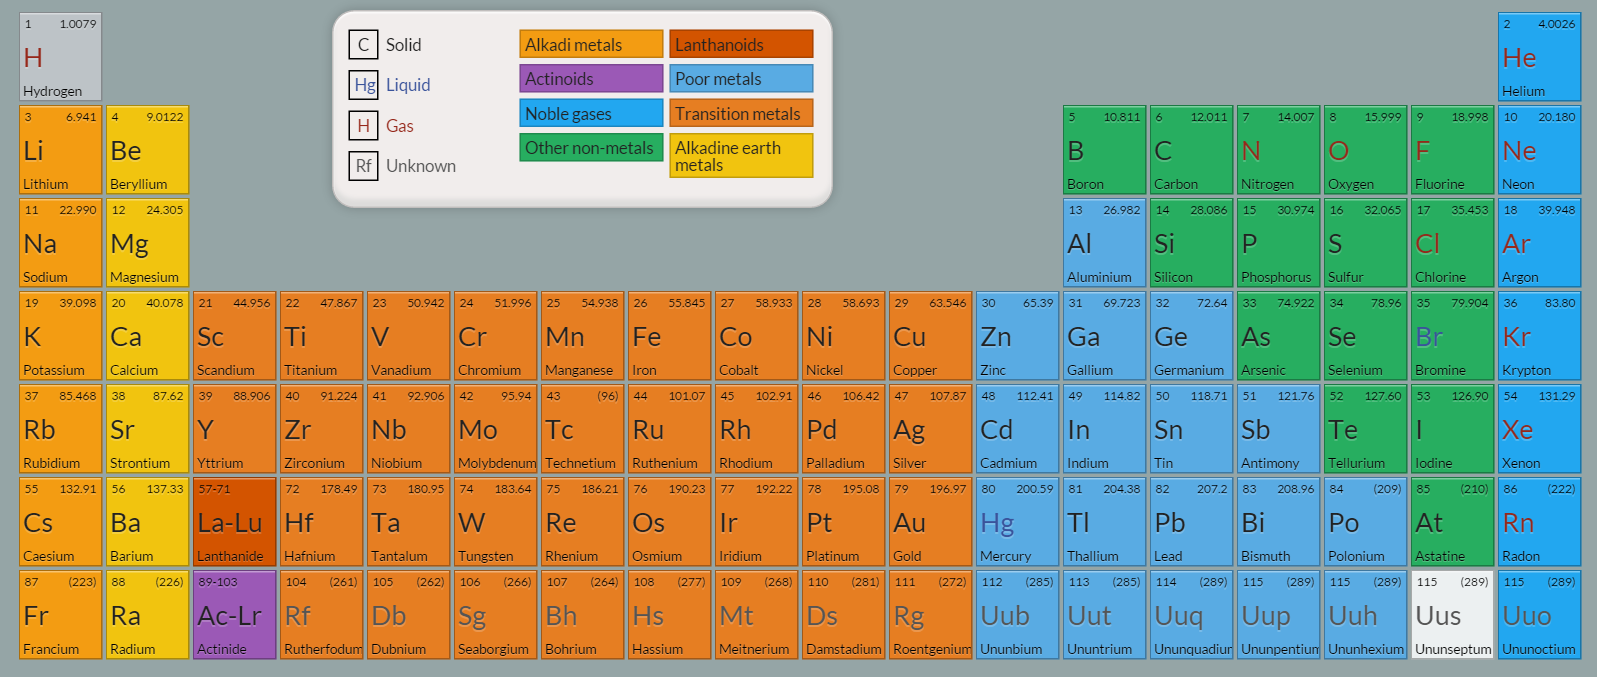 1 1.0079
H
Hydrogen
C Solid
Hg Liquid
H Gas
Rf Unknown
Alkadi metals
Lanthanoids
Actinoids
Poor metals
Noble gases
Transition metals
Other non-metals
Alkadine earth
metals
2 4.0026
He
Helium
3 6.941 4 9.0122 5 10.811 6 12.011 7 14.007 8 15.999 9 18.998 10 20.180
Li Be B C N O F Ne
Lithium Beryllium Boron Carbon Nitrogen Oxygen Fluorine Neon
11 22.990 12 24.305 13 26.982 14 28.086 15 30.974 16 32.065 17 35.453 18 39.948
Na Mg Al Si P S Cl Ar
Sodium Magnesium Aluminium Silicon Phosphorus Sulfur Chlorine Argon
19 39.098 20 40.078 21 44.956 22 47.867 23 50.942 24 51.996 25 54.938 26 55.845 27 58.933 28 58.693 29 63.546 30 65.39 31 69.723 32 72.64 33 74.922 34 78.96 35 79.904 36 83.80
K Ca Sc Ti V Cr Mn Fe Co Ni Cu Zn Ga Ge As Se Br Kr
Potassium Calcium Scandium Titanium Vanadium Chromium Manganese Iron Cobalt Nickel Copper Zinc Gallium Germanium Arsenic Selenium Bromine Krypton
37 85.468 38 87.62 39 88.906 40 91.224 41 92.906 42 95.94 43 (96) 44 101.07 45 102.91 46 106.42 47 107.87 48 112.41 49 114.82 50 118.71 51 121.76 52 127.60 53 126.90 54 131.29
Rb Sr Y Zr Nb Mo Tc Ru Rh Pd Ag Cd In Sn Sb Te I Xe
Rubidium Strontium Yttrium Zirconium Niobium Molybdenum Technetium Ruthenium Rhodium Palladium Silver Cadmium Indium Tin Antimony Tellurium Iodine Xenon
55 132.91 56 137.33 57-71 72 178.49 73 180.95 74 183.64 75 186.21 76 190.23 77 192.22 78 195.08 79 196.97 80 200.59 81 204.38 82 207.2 83 208.96 84 (209) 85 (210) 86 (222)
Cs Ba La-Lu Hf Ta W Re Os Ir Pt Au Hg Tl Pb Bi Po At Rn
Caesium Barium Lanthanide Hafnium Tantalum Tungsten Rhenium Osmium Iridium Platinum Gold Mercury Thallium Lead Bismuth Polonium Astatine Radon
87 (223) 88 (226) 89-103 104 (261) 105 (262) 106 (266) 107 (264) 108 (277) 109 (268) 110 (281) 111 (272) 112 (285) 113 (285) 114 (289) 115 (289) 115 (289) 115 (289) 115 (289)
Fr Ra Ac-Lr Rf Db Sg Bh Hs Mt Ds Rg Uub Uut Uuq Uup Uuh Uus Uuo
Francium Radium Actinide Rutherfodum Dubnium Seaborgium Bohrium Hassium Meitnerium Damstadium Roentgenium Ununbium Ununtrium Ununquadiur Ununpentiun Ununhexium Ununseptum Ununoctium